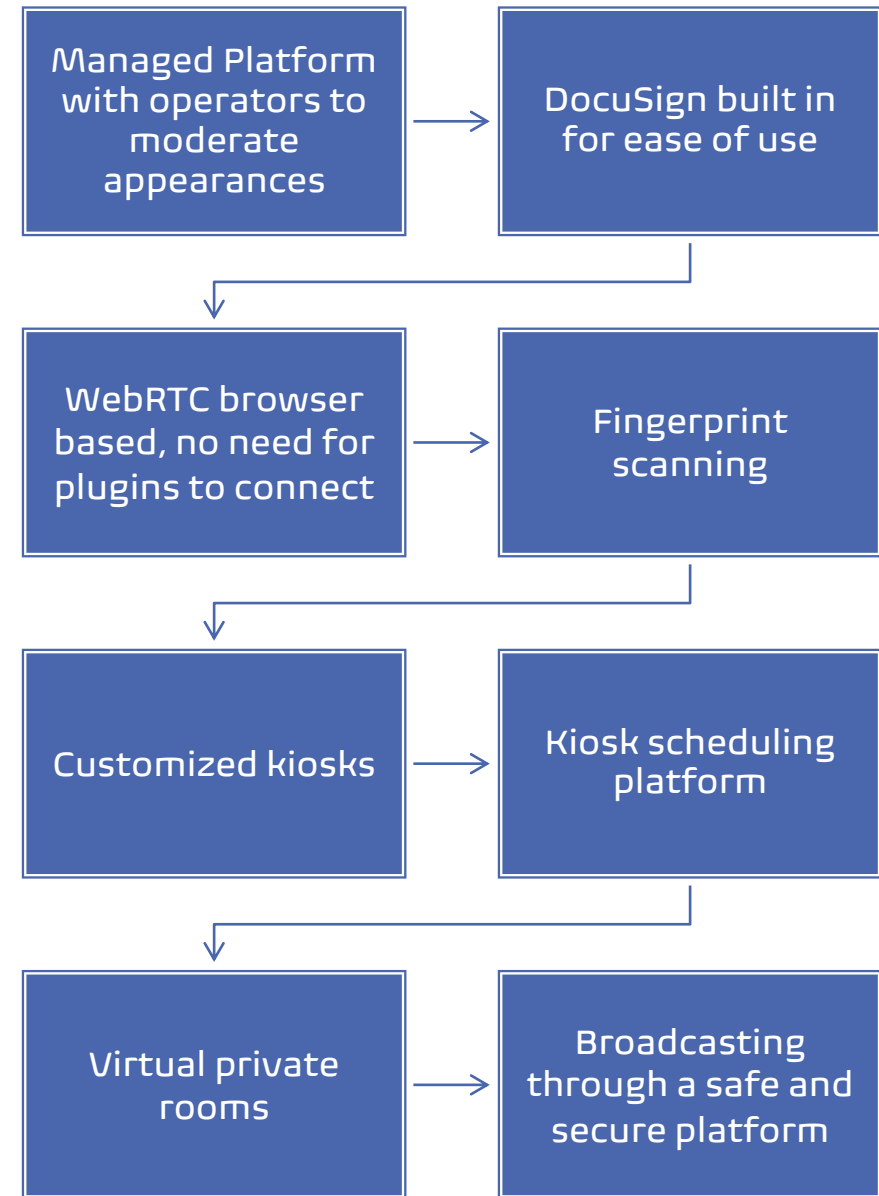 Managed Platform
with operators to
moderate
appearances
DocuSign built in
for ease of use
WebRTC browser
based, no need for
plugins to connect
Fingerprint
scanning
Customized kiosks
Kiosk scheduling
platform
Virtual private
rooms
Broadcasting
through a safe and
secure platform